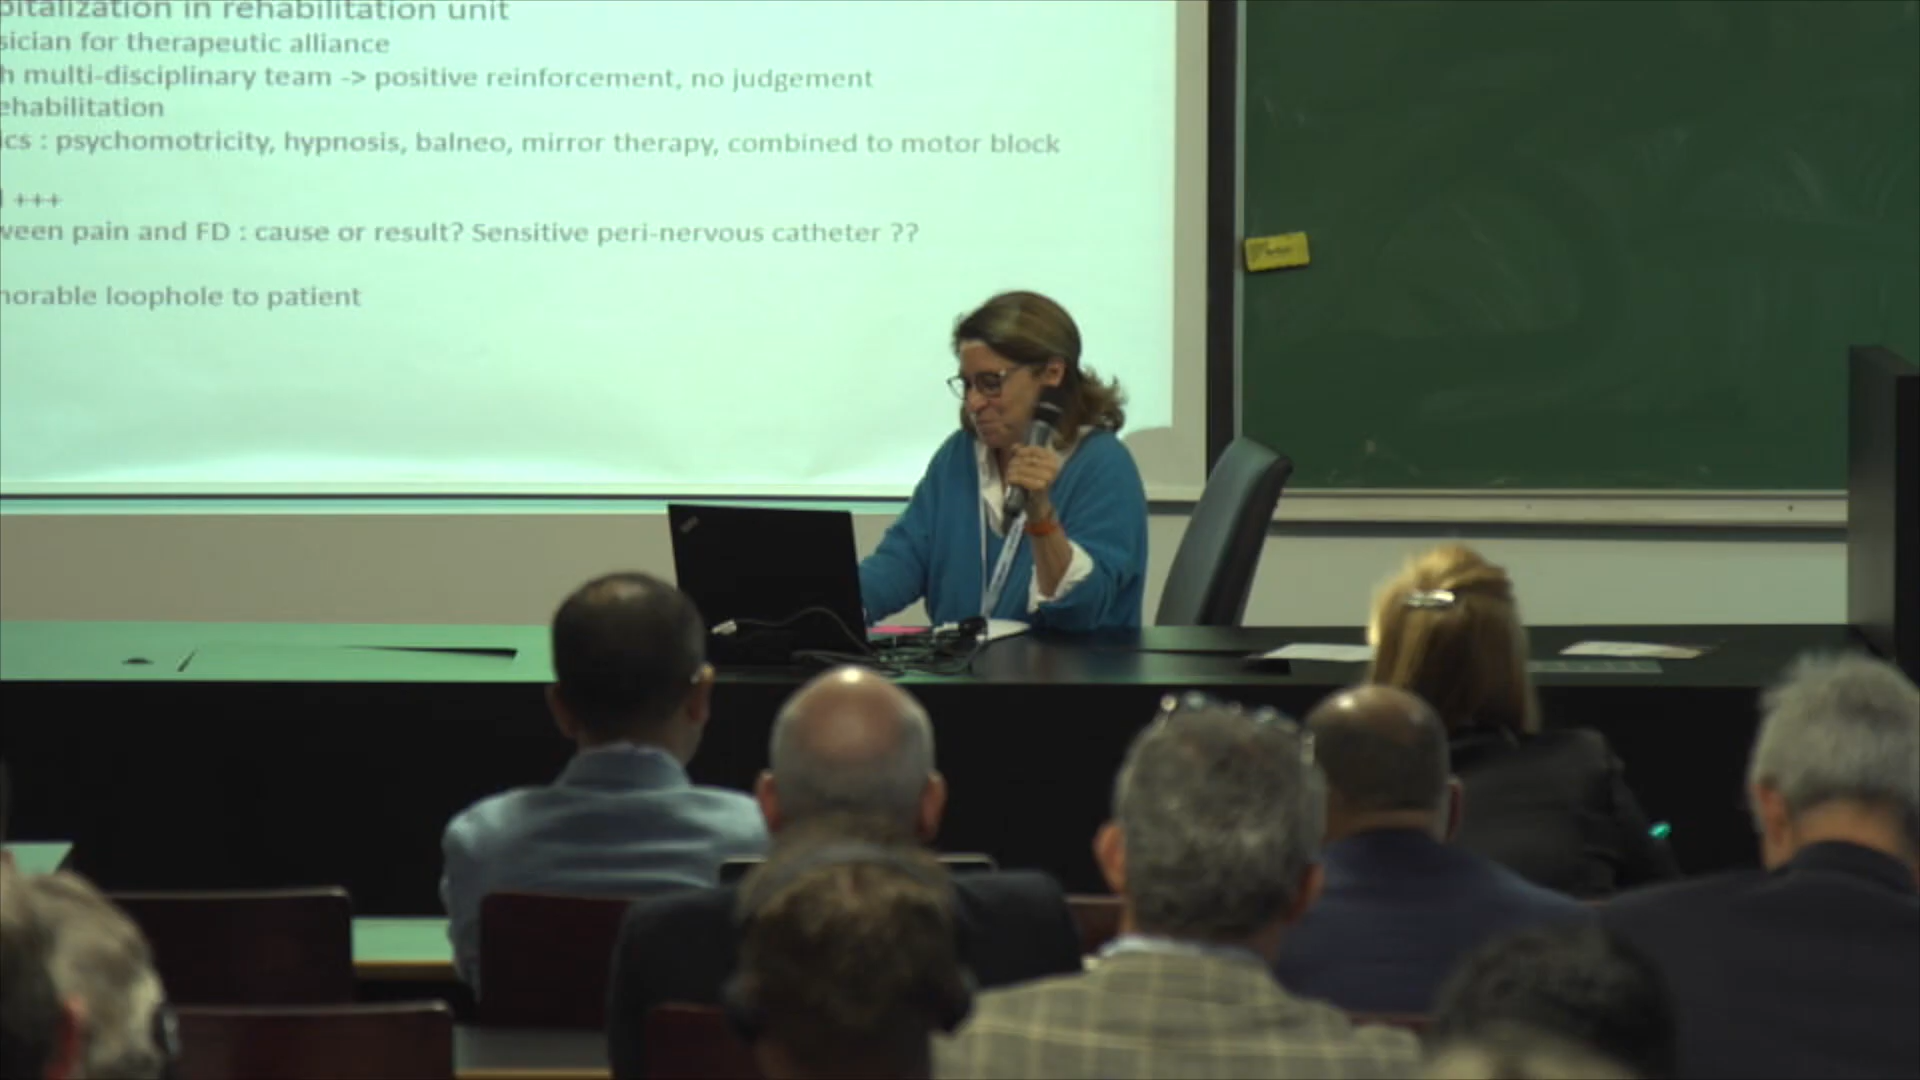 pitalization in rehabilitation unit
sician for therapeutic alliance
h multi-disciplinary team -> positive reinforcement, no judgement
ehabilitation
ics : psychomotricity, hypnosis, balneo, mirror therapy, combined to motor block
l +++
ween pain and FD : cause or result? Sensitive peri-nervous catheter ??
norable loophole to patient